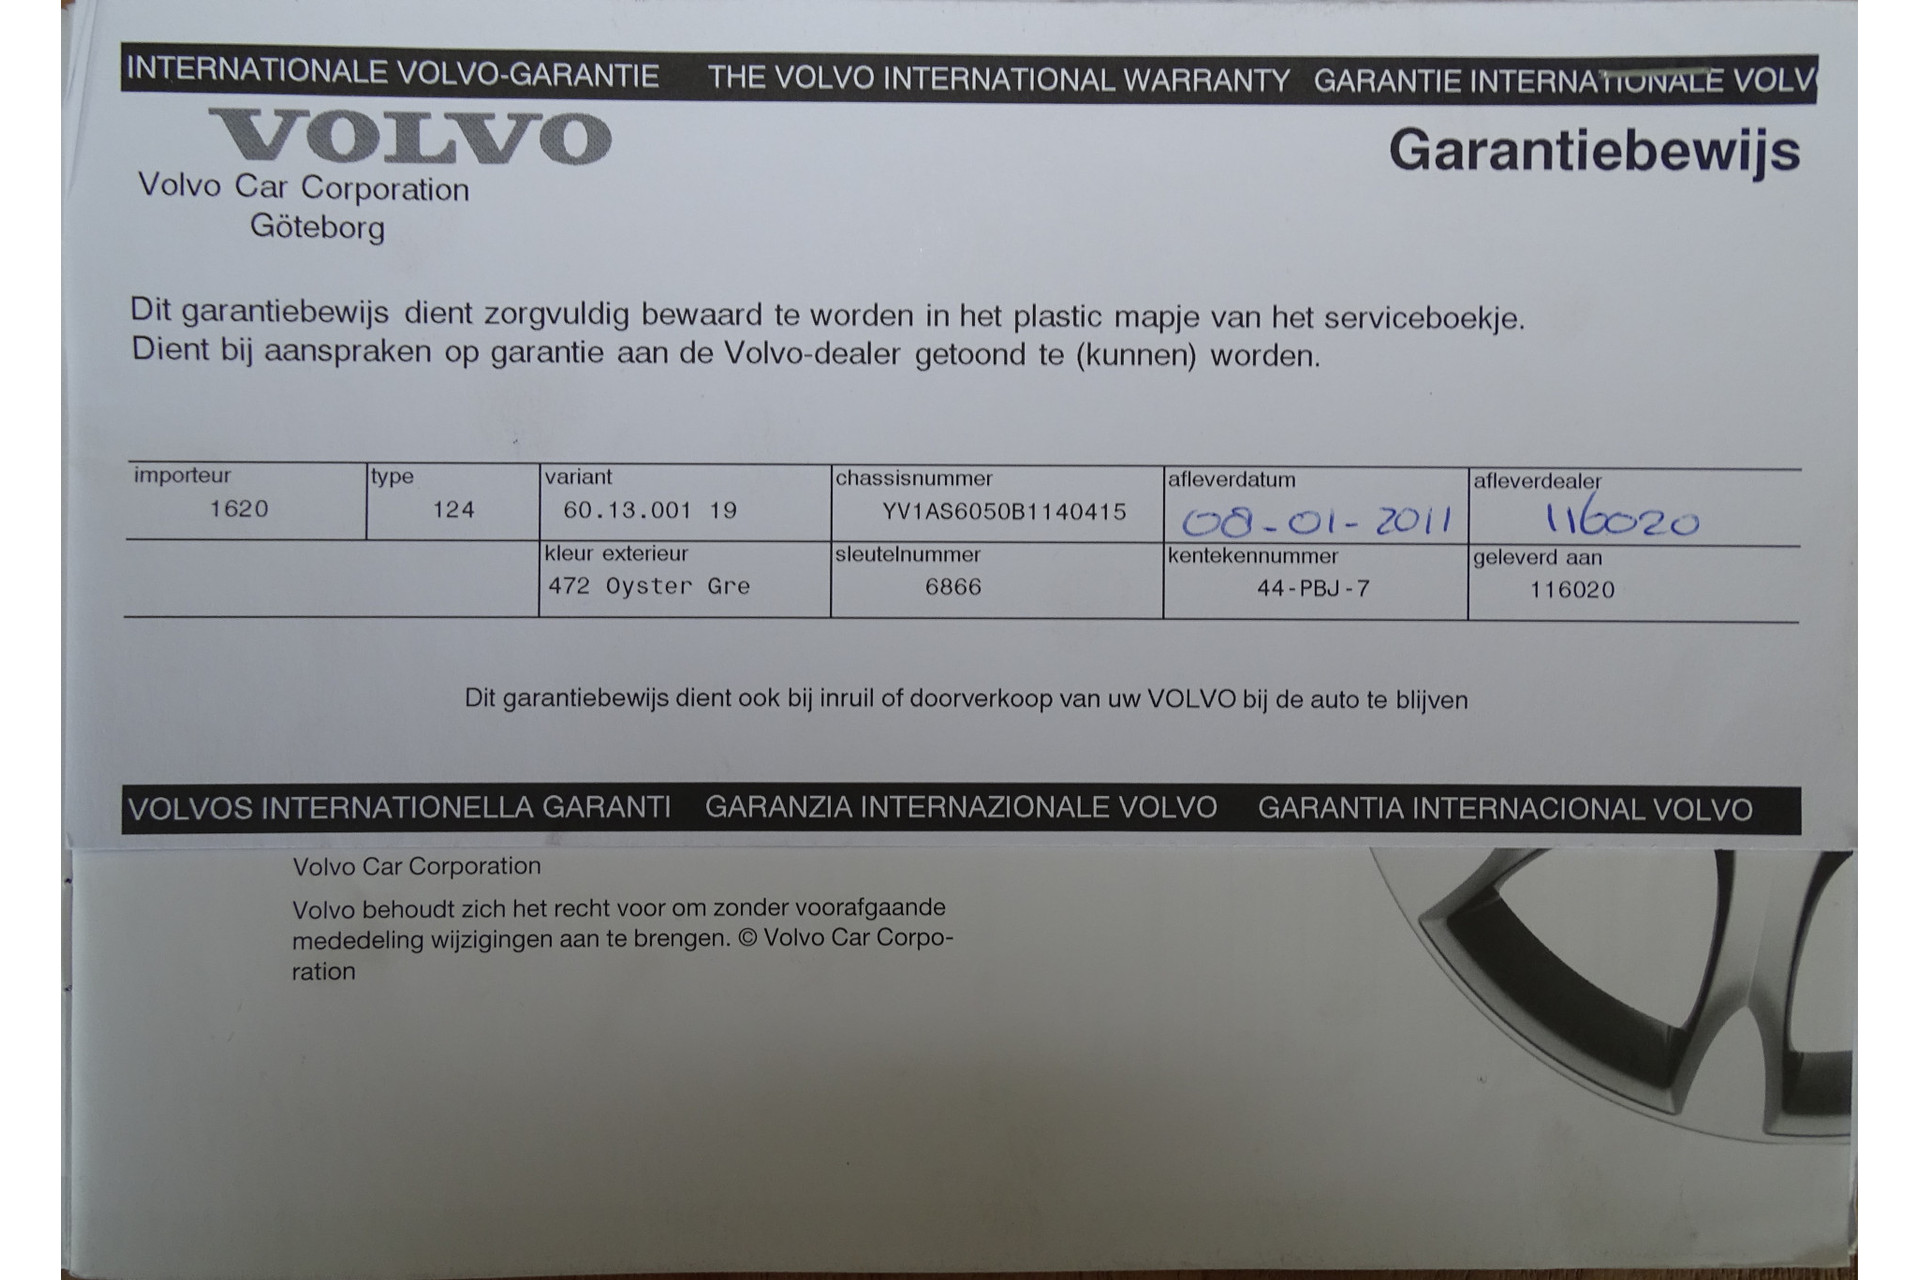 INTERNATIONALE VOLVO-GARANTIE THE VOLVO INTERNATIONAL WARRANTY GARANTIE INTERNATIONALE VOLV
VOLVO
Garantiebewijs
Volvo Car Corporation
Göteborg
Dit garantiebewijs dient zorgvuldig bewaard te worden in het plastic mapje van het serviceboekje.
Dient bij aanspraken op garantie aan de Volvo-dealer getoond te (kunnen) worden.
importeur type variant chassisnummer afleverdatum afleverdealer
1620 124 60.13.001 19 YV1AS6050B1140415 08-01-2011 116020
kleur exterieur sleutelnummer kentekennummer geleverd aan
472 Oyster Gre 6866 44-PBJ-7 116020
Dit garantiebewijs dient ook bij inruil of doorverkoop van uw VOLVO bij de auto te blijven
VOLVOS INTERNATIONELLA GARANTI GARANZIA INTERNAZIONALE VOLVO GARANTIA INTERNACIONAL VOLVO
Volvo Car Corporation
Volvo behoudt zich het recht voor om zonder voorafgaande
mededeling wijzigingen aan te brengen. © Volvo Car Corpo-
ration